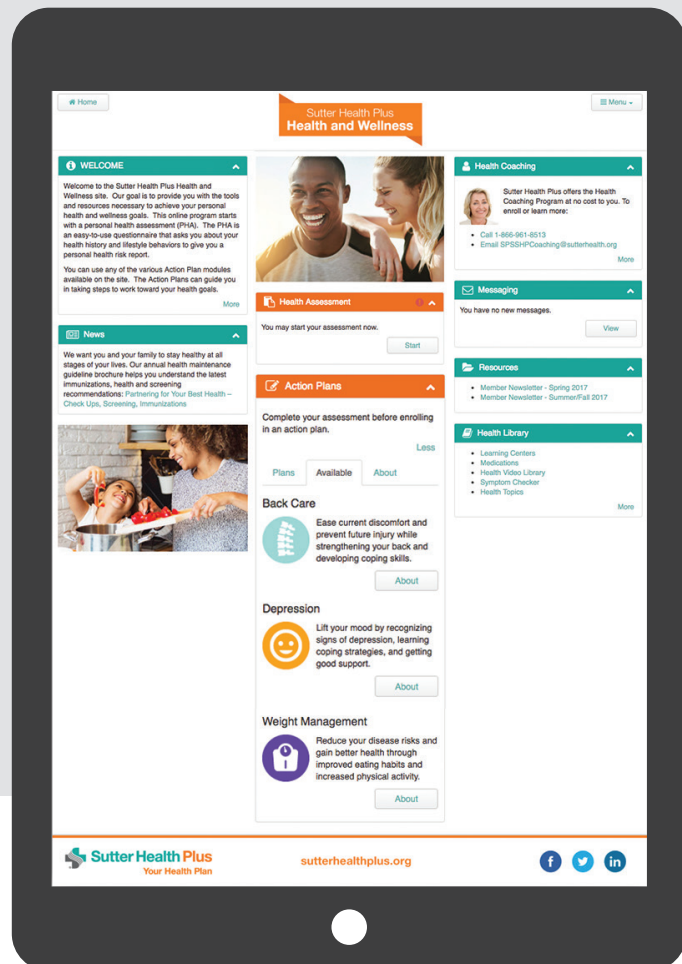 Home
Menu
Sutter Health Plus
Health and Wellness
WELCOME
Welcome to the Sutter Health Plus Health and
Wellness site. Our goal is to provide you with the tools
and resources necessary to achieve your personal
health and wellness goals. This online program starts
with a personal health assessment (PHA). The PHA is
an easy-to-use questionnaire that asks you about your
health history and lifestyle behaviors to give you a
personal health risk report.
You can use any of the various Action Plan modules
available on the site. The Action Plans can guide you
in taking steps to work toward your health goals.
More
News
We want you and your family to stay healthy at all
stages of your lives. Our annual health maintenance
guideline brochure helps you understand the latest
immunizations, health and screening
recommendations: Partnering for Your Best Health –
Check Ups, Screening, Immunizations
Health Assessment
You may start your assessment now.
Start
Action Plans
Complete your assessment before enrolling
in an action plan.
Less
Plans Available About
Back Care
Ease current discomfort and
prevent future injury while
strengthening your back and
developing coping skills.
About
Depression
Lift your mood by recognizing
signs of depression, learning
coping strategies, and getting
good support.
About
Weight Management
Reduce your disease risks and
gain better health through
improved eating habits and
increased physical activity.
About
Health Coaching
Sutter Health Plus offers the Health
Coaching Program at no cost to you. To
enroll or learn more:
• Call 1-866-961-8513
• Email SPSSHPCoaching@sutterhealth.org
More
Messaging
You have no new messages.
View
Resources
• Member Newsletter - Spring 2017
• Member Newsletter - Summer/Fall 2017
Health Library
• Learning Centers
• Medications
• Health Video Library
• Symptom Checker
• Health Topics
More
Sutter Health Plus
Your Health Plan
sutterhealthplus.org
f
in